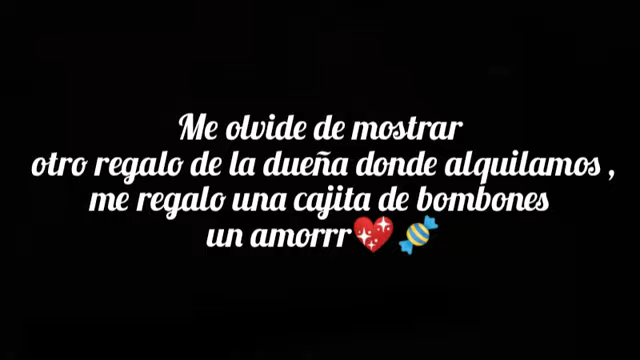 Me olvide de mostrar
otro regalo de la dueña donde alquilamos ,
me regalo una cajita de bombones
un amorrr💖🍬